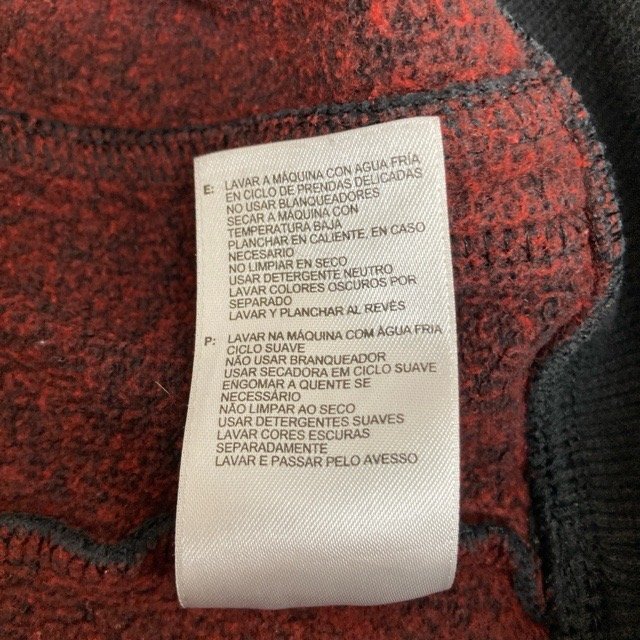 E: LAVAR A MÁQUINA CON AGUA FRÍA
EN CICLO DE PRENDAS DELICADAS
NO USAR BLANQUEADORES
SECAR A MÁQUINA CON
TEMPERATURA BAJA
PLANCHAR EN CALIENTE, EN CASO
NECESARIO
NO LIMPIAR EN SECO
USAR DETERGENTE NEUTRO
LAVAR COLORES OSCUROS POR
SEPARADO
LAVAR Y PLANCHAR AL REVÉS
P: LAVAR NA MÁQUINA COM ÁGUA FRIA
CICLO SUAVE
NÃO USAR BRANQUEADOR
USAR SECADORA EM CICLO SUAVE
ENGOMAR A QUENTE SE
NECESSÁRIO
NÃO LIMPAR AO SECO
USAR DETERGENTES SUAVES
LAVAR CORES ESCURAS
SEPARADAMENTE
LAVAR E PASSAR PELO AVESSO